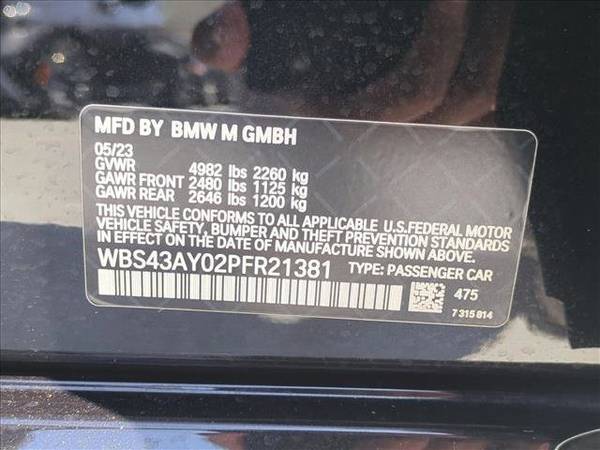 MFD BY BMW M GMBH
05/23
GVWR 4982 lbs 2260 kg
GAWR FRONT 2480 lbs 1125 kg
GAWR REAR 2646 lbs 1200 kg
THIS VEHICLE CONFORMS TO ALL APPLICABLE U.S.FEDERAL MOTOR
VEHICLE SAFETY, BUMPER AND THEFT PREVENTION STANDARDS
IN EFFECT ON THE DATE OF MANUFACTURE SHOWN ABOVE.
WBS43AY02PFR21381 TYPE: PASSENGER CAR
475
7 315 814